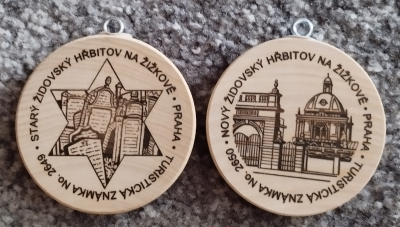 STARÝ ŽIDOVSKÝ HŘBITOV NA ŽIŽKOVĚ • PRAHA • TURISTICKÁ ZNÁMKA No. 2649 •
NOVÝ ŽIDOVSKÝ HŘBITOV NA ŽIŽKOVĚ • PRAHA • TURISTICKÁ ZNÁMKA No. 2650 •